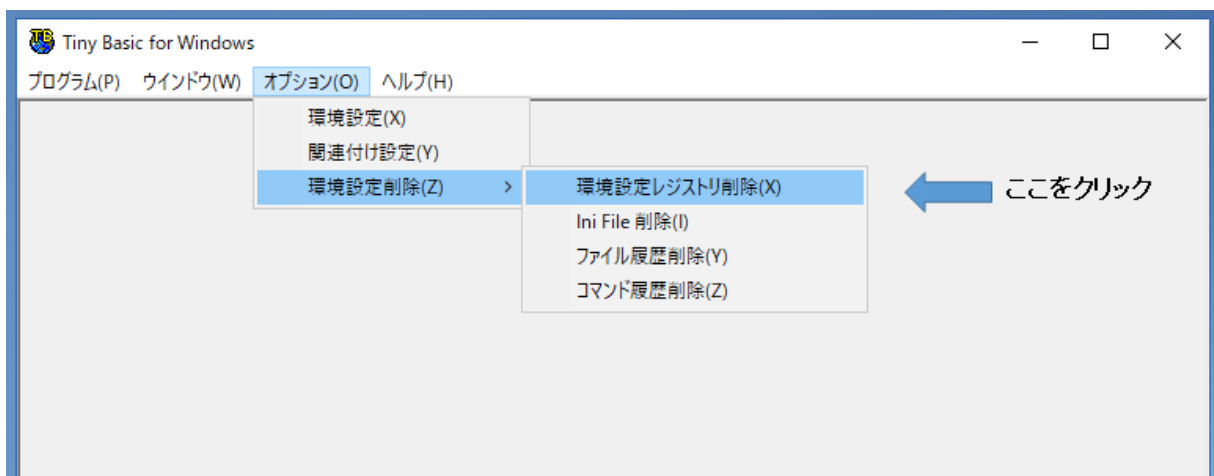 Tiny Basic for Windows
プログラム(P) ウインドウ(W) オプション(O) ヘルプ(H)
環境設定(X)
関連付け設定(Y)
環境設定削除(Z) >
環境設定レジストリ削除(X)
Ini File 削除(I)
ファイル履歴削除(Y)
コマンド履歴削除(Z)
ここをクリック